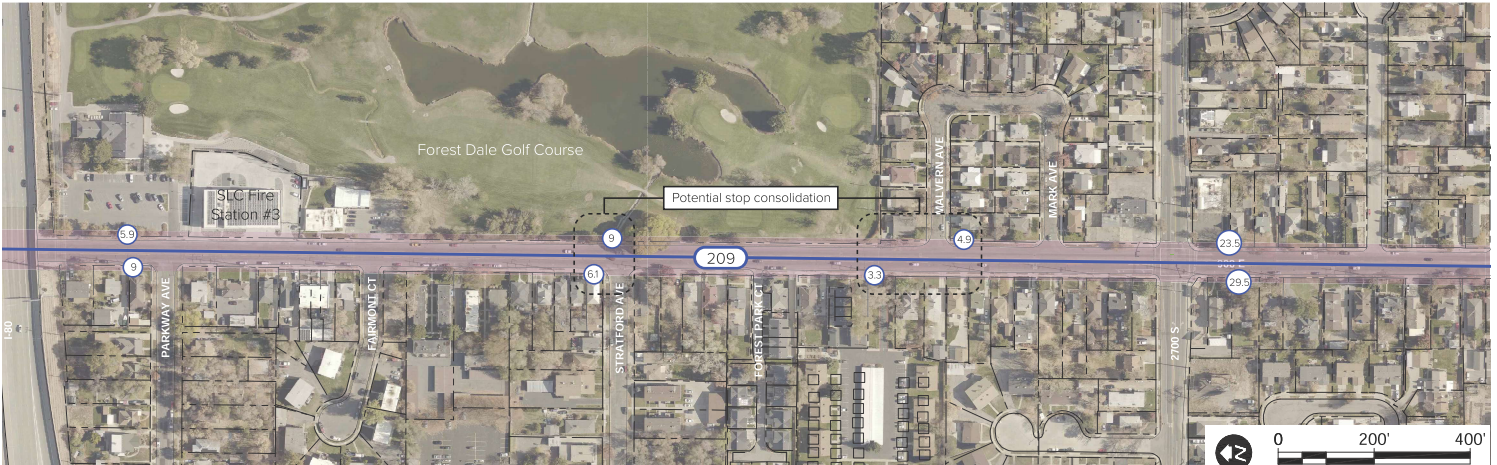 Forest Dale Golf Course
SLC Fire
Station #3
Potential stop consolidation
MALVERN AVE
MARK AVE
5.9
9
9
6.1
209
3.3
4.9
23.5
29.5
I-80
PARKWAY AVE
FAIRMONT CT
STRATFORD AVE
FOREST PARK CT
2700 S
N
0
200'
400'